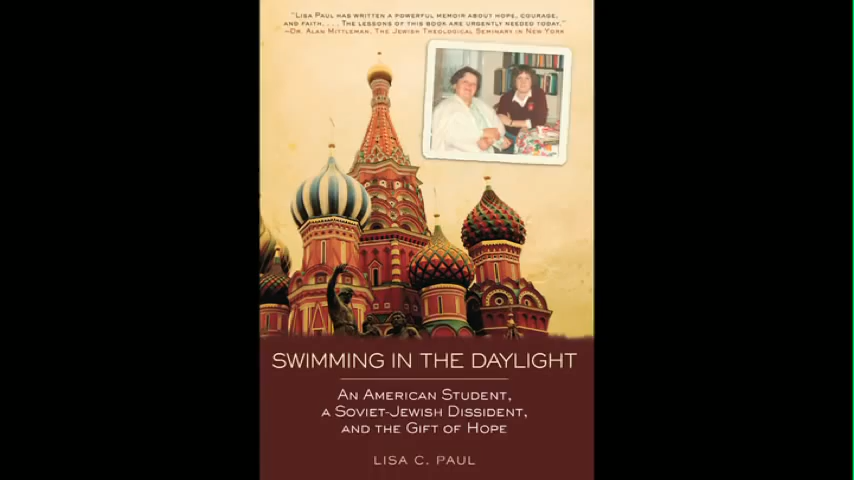 "Lisa Paul has written a powerful memoir about hope, courage,
and faith. . . . The lessons of this book are urgently needed today."
—Dr. Alan Mittleman, The Jewish Theological Seminary in New York
SWIMMING IN THE DAYLIGHT
An American Student,
a Soviet-Jewish Dissident,
and the Gift of Hope
LISA C. PAUL